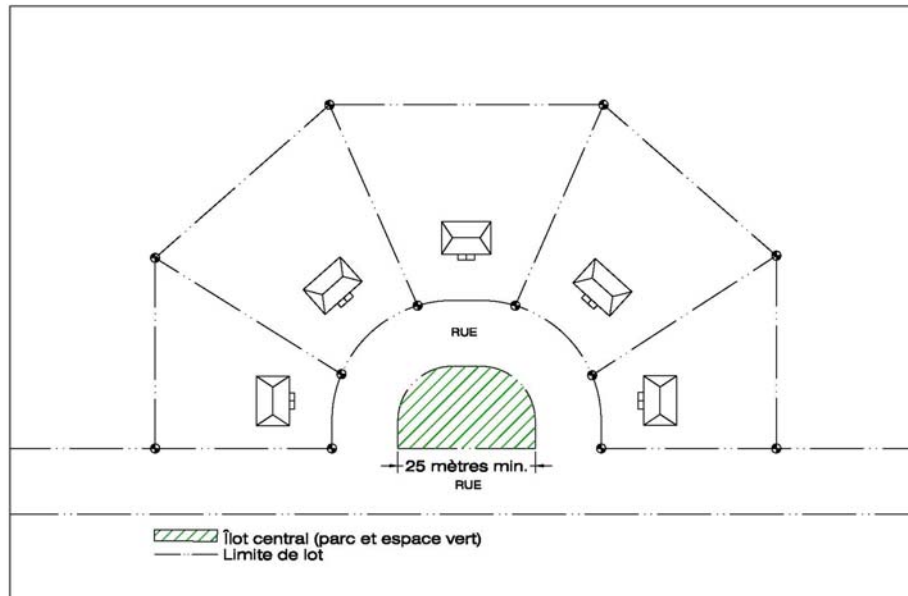 RUE
25 mètres min.
RUE
Îlot central (parc et espace vert)
Limite de lot